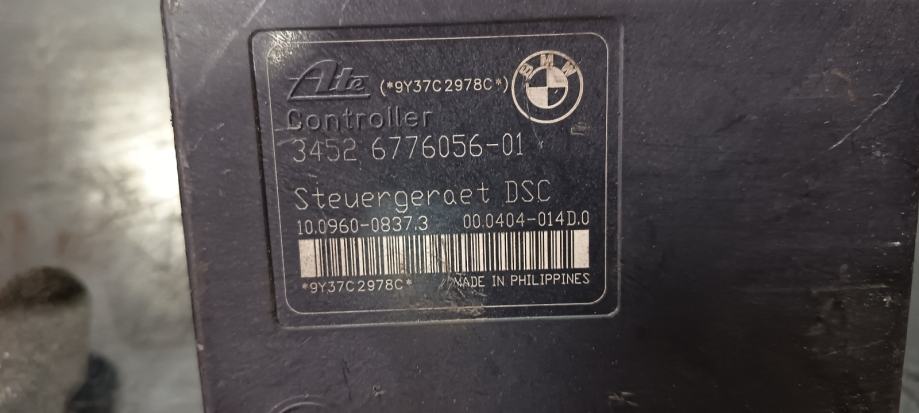 Ate (*9Y37C2978C*) BMW
Controller
3452 6776056-01
Steuergeraet DSC
10.0960-0837.3 00.0404-014D.0
*9Y37C2978C* MADE IN PHILIPPINES